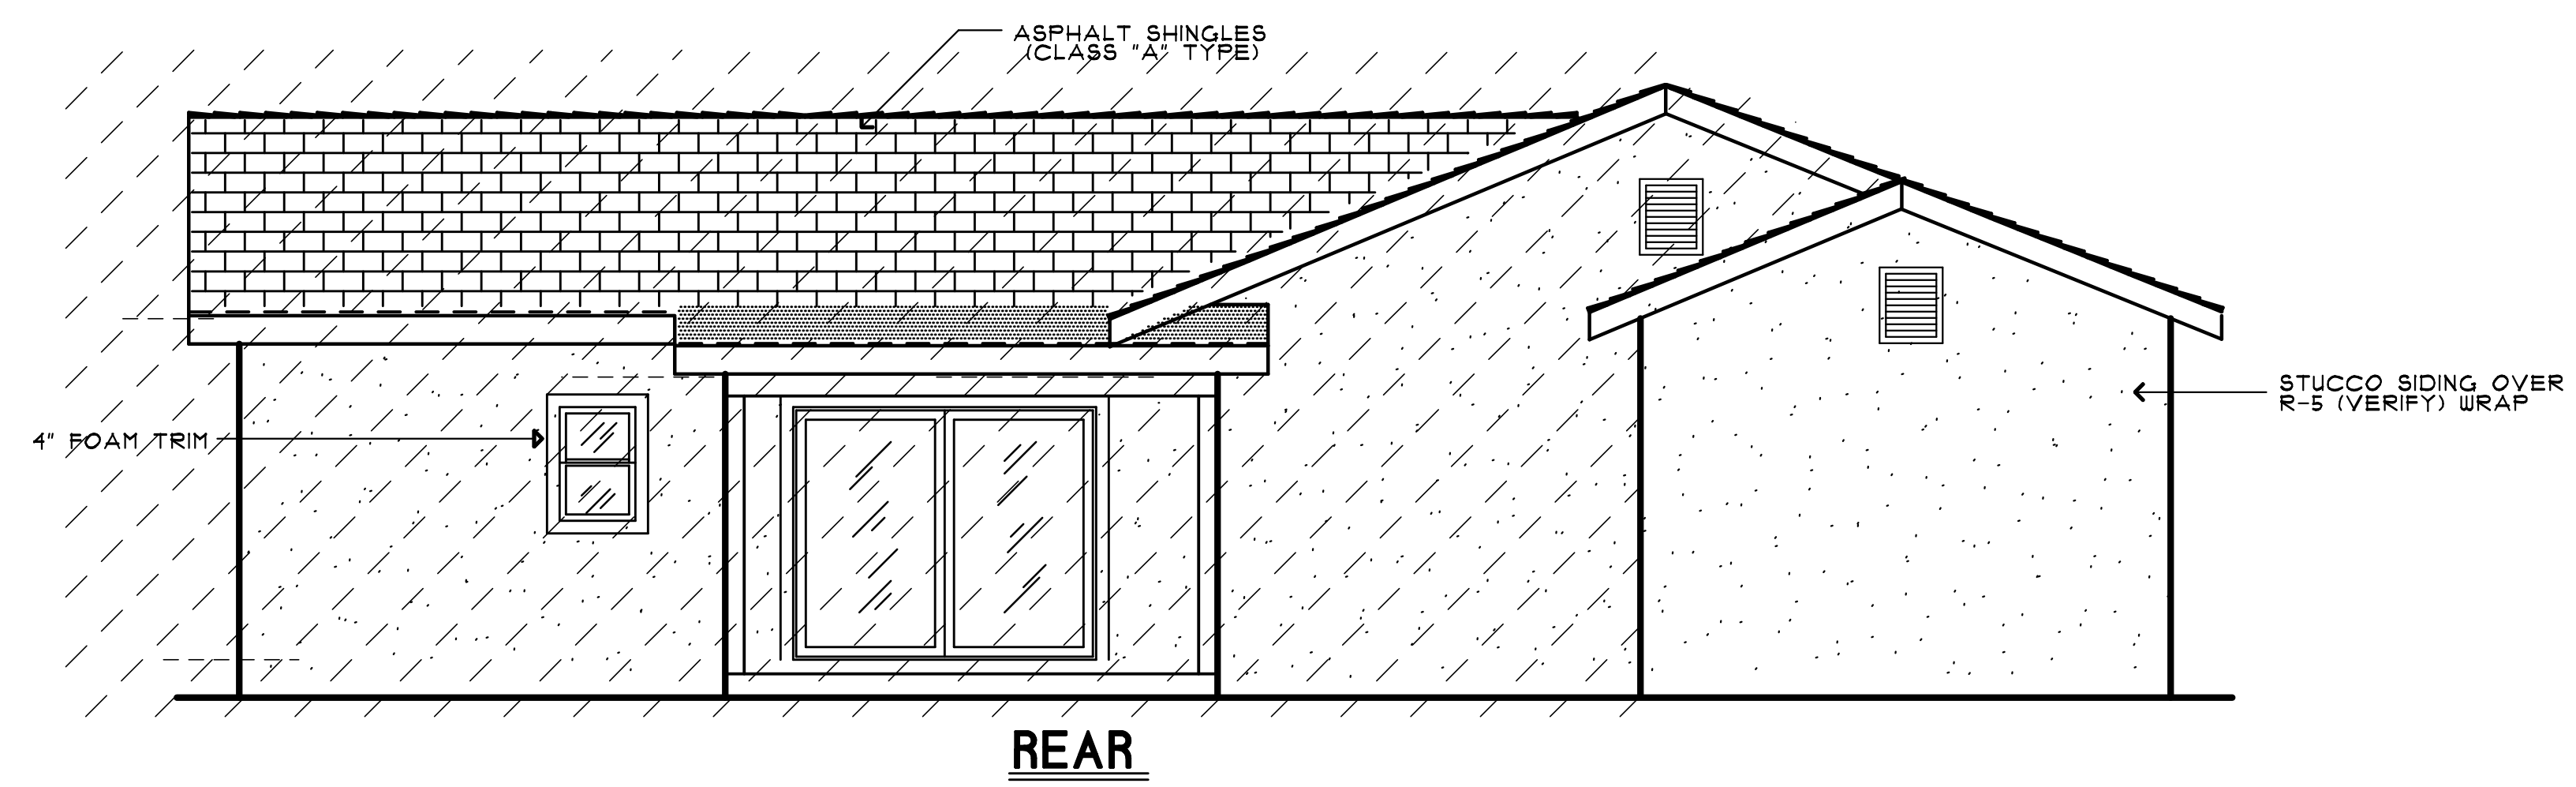 ASPHALT SHINGLES
(CLASS "A" TYPE)
STUCCO SIDING OVER
R-5 (VERIFY) WRAP
4" FOAM TRIM
REAR